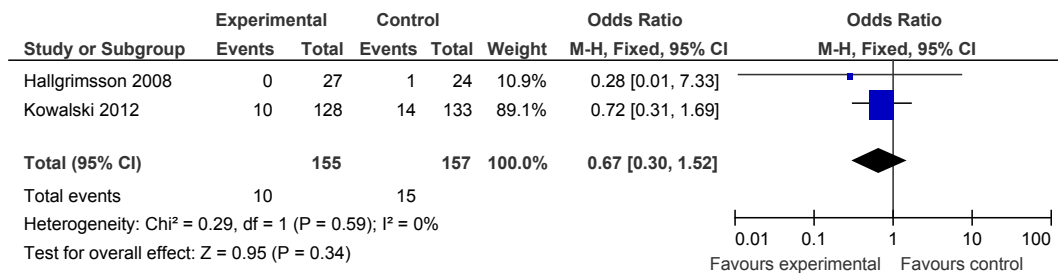 Experimental Control Odds Ratio Odds Ratio
Study or Subgroup Events Total Events Total Weight M-H, Fixed, 95% CI M-H, Fixed, 95% CI
Hallgrimsson 2008 0 27 1 24 10.9% 0.28 [0.01, 7.33]
Kowalski 2012 10 128 14 133 89.1% 0.72 [0.31, 1.69]
Total (95% CI) 155 157 100.0% 0.67 [0.30, 1.52]
Total events 10 15
Heterogeneity: Chi² = 0.29, df = 1 (P = 0.59); I² = 0%
Test for overall effect: Z = 0.95 (P = 0.34)
0.01 0.1 1 10 100
Favours experimental Favours control